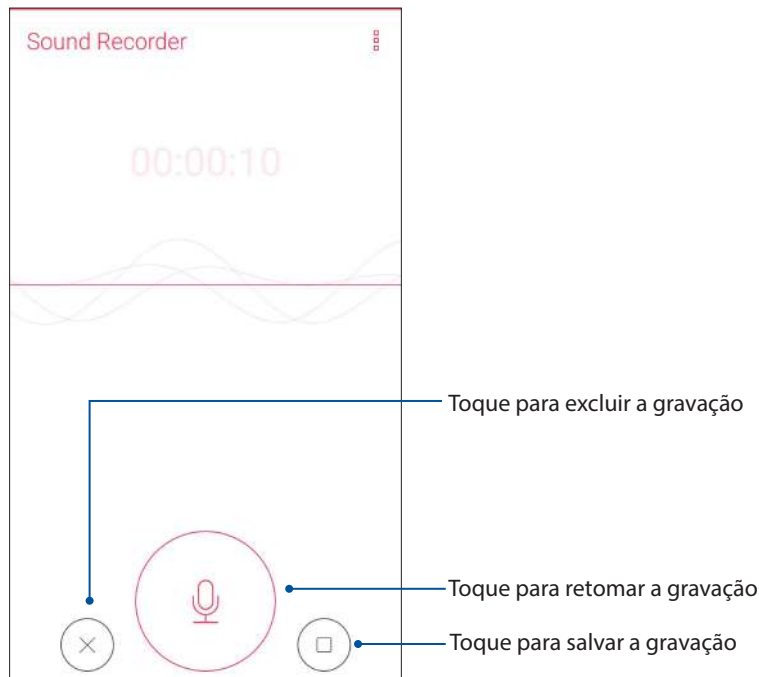 Sound Recorder
00:00:10
Toque para excluir a gravação
Toque para retomar a gravação
Toque para salvar a gravação